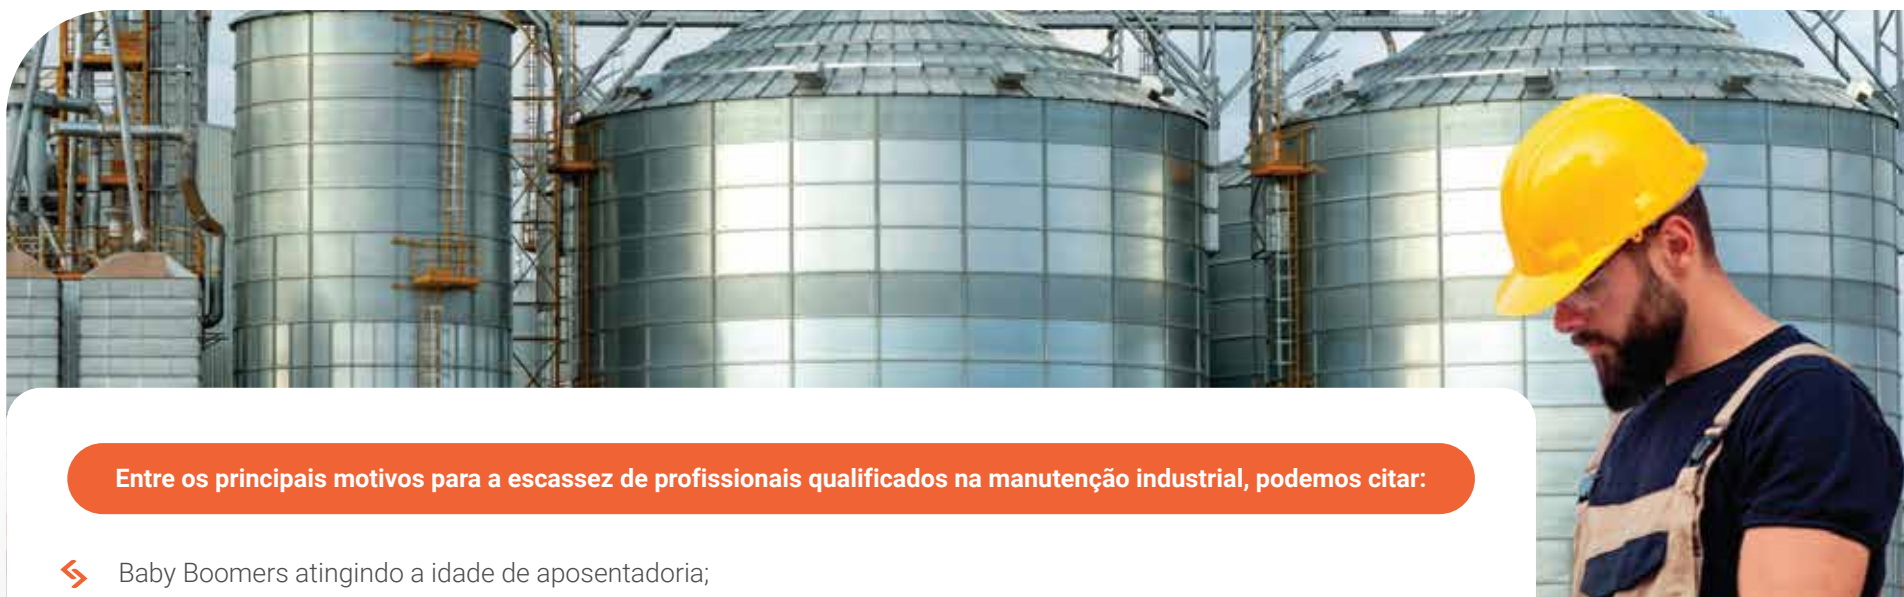 Entre os principais motivos para a escassez de profissionais qualificados na manutenção industrial, podemos citar:
Baby Boomers atingindo a idade de aposentadoria;